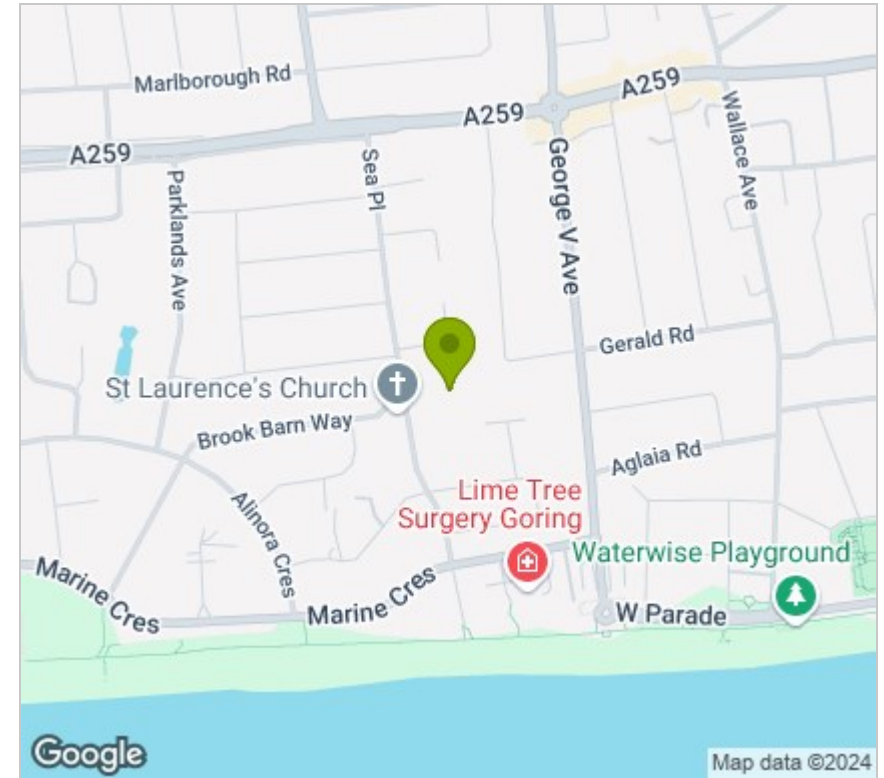 Marlborough Rd
A259
A259
A259
Wallace Ave
Sea Pl
George V Ave
Parklands Ave
Gerald Rd
St Laurence's Church
Brook Barn Way
Aglaia Rd
Lime Tree
Surgery Goring
Alinora Cres
Waterwise Playground
Marine Cres
Marine Cres
W Parade
Google
Map data ©2024